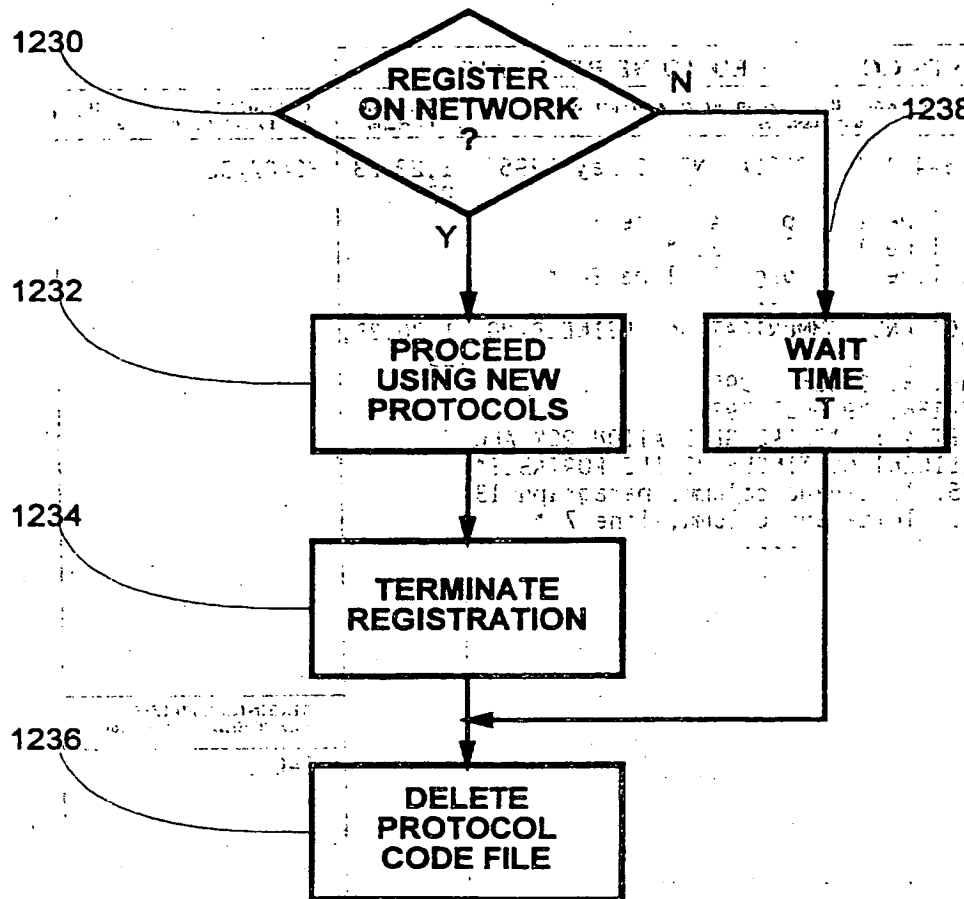 1230
REGISTER
ON NETWORK
?
N
1238
Y
1232
PROCEED
USING NEW
PROTOCOLS
WAIT
TIME
T
1234
TERMINATE
REGISTRATION
1236
DELETE
PROTOCOL
CODE FILE